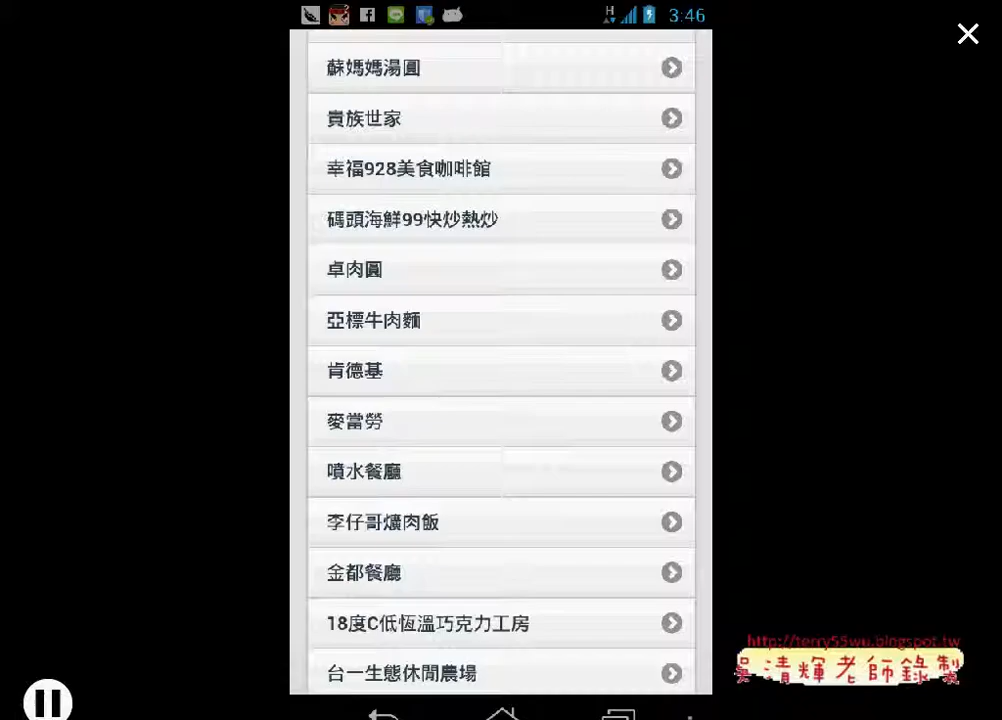 H
3:46
蘇媽媽湯圓
貴族世家
幸福928美食咖啡館
碼頭海鮮99快炒熱炒
卓肉圓
亞標牛肉麵
肯德基
麥當勞
噴水餐廳
李仔哥爌肉飯
金都餐廳
18度C低恆溫巧克力工房
台一生態休閒農場
http://terry55wu.blogspot.tw
吳清輝老師錄製